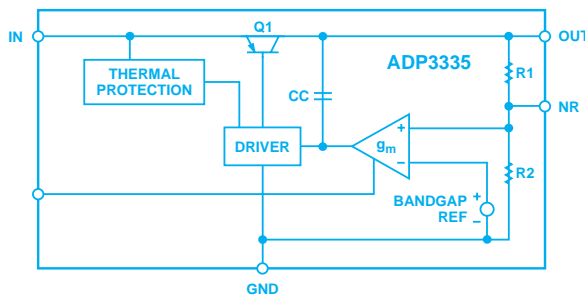 Q1
IN
OUT
THERMAL
PROTECTION
ADP3335
R1
CC
NR
DRIVER
gm
+
−
R2
BANDGAP
REF
+
−
GND